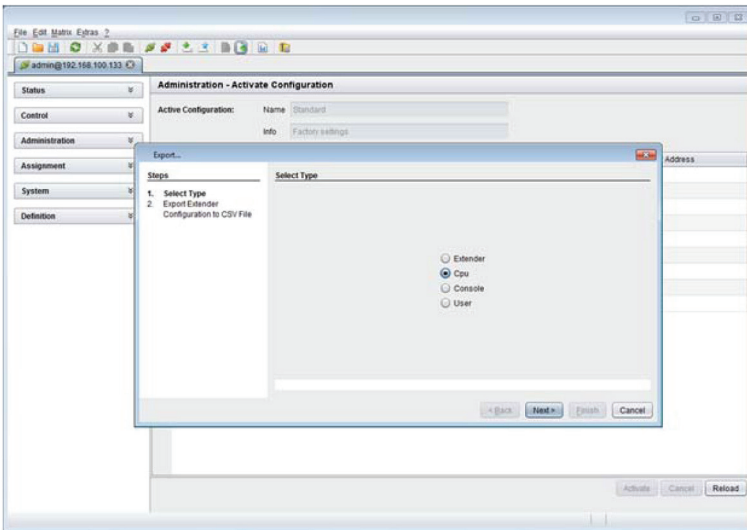 File Edit Matrix Extras ?
admin@192.168.100.133
Status
Control
Administration
Assignment
System
Definition
Administration - Activate Configuration
Active Configuration: Name Standard
Info Factory settings
Address
Export...
Steps
1. Select Type
2. Export Extender
Configuration to CSV File
Select Type
Extender
Cpu
Console
User
< Back Next > Finish Cancel
Activate Cancel Reload